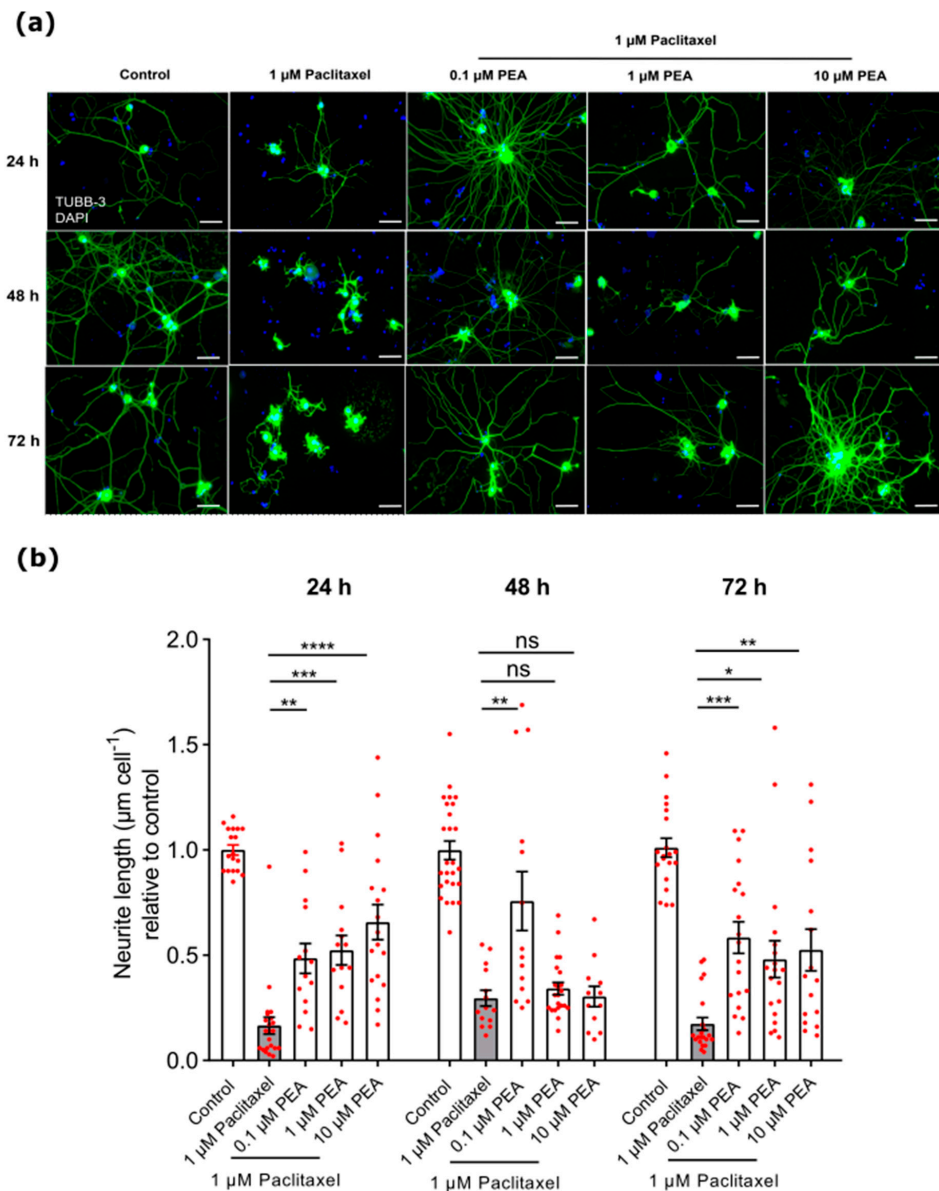 (a)
1 µM Paclitaxel
Control 1 µM Paclitaxel 0.1 µM PEA 1 µM PEA 10 µM PEA
24 h
TUBB-3
DAPI
48 h
72 h
(b)
24 h 48 h 72 h
Neurite length (µm cell⁻¹)
relative to control
2.0
1.5
1.0
0.5
0.0
****
***
**
ns
ns
**
**
*
***
Control
1 µM Paclitaxel
0.1 µM PEA
1 µM PEA
10 µM PEA
1 µM Paclitaxel
Control
1 µM Paclitaxel
0.1 µM PEA
1 µM PEA
10 µM PEA
1 µM Paclitaxel
Control
1 µM Paclitaxel
0.1 µM PEA
1 µM PEA
10 µM PEA
1 µM Paclitaxel